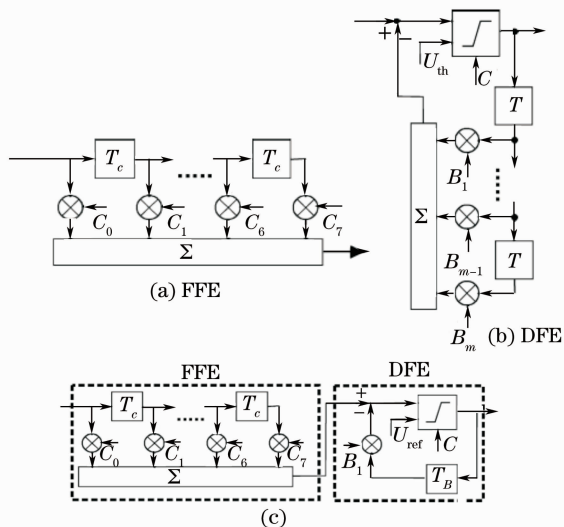 T_c
T_c
C_0
C_1
C_6
C_7
Σ
(a) FFE
+
−
U_th
C
T
B_1
Σ
B_{m−1}
T
B_m
(b) DFE
FFE
T_c
T_c
C_0
C_1
C_6
C_7
Σ
DFE
+
−
U_ref
C
B_1
T_B
(c)